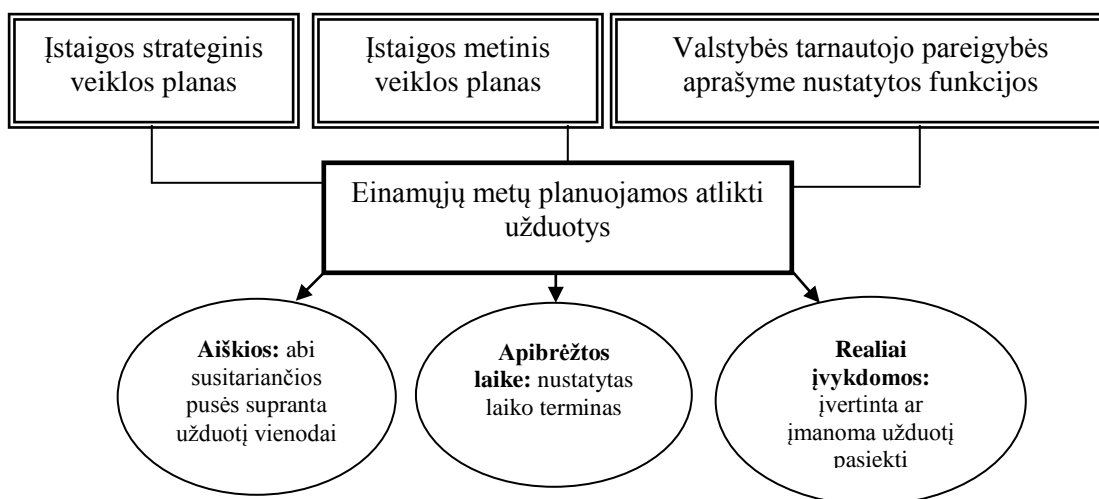 Įstaigos strateginis
veiklos planas
Įstaigos metinis
veiklos planas
Valstybės tarnautojo pareigybės
aprašyme nustatytos funkcijos
Einamųjų metų planuojamos atlikti
užduotys
Aiškios: abi
susitariančios
pusės supranta
užduotį vienodai
Apibrėžtos
laike: nustatytas
laiko terminas
Realiai
įvykdomos:
įvertinta ar
įmanoma užduotį
pasiekti